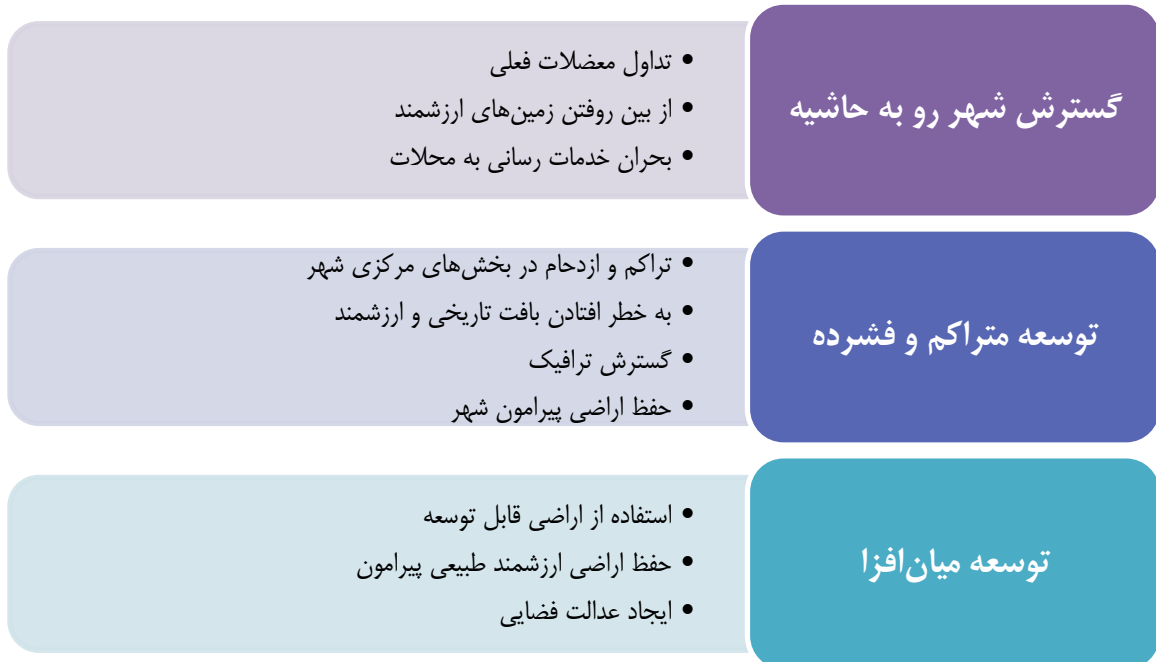 گسترش شهر رو به حاشیه
• تداول معضلات فعلی
• از بین روفتن زمین‌های ارزشمند
• بحران خدمات رسانی به محلات
توسعه متراکم و فشرده
• تراکم و ازدحام در بخش‌های مرکزی شهر
• به خطر افتادن بافت تاریخی و ارزشمند
• گسترش ترافیک
• حفظ اراضی پیرامون شهر
توسعه میان‌افزا
• استفاده از اراضی قابل توسعه
• حفظ اراضی ارزشمند طبیعی پیرامون
• ایجاد عدالت فضایی